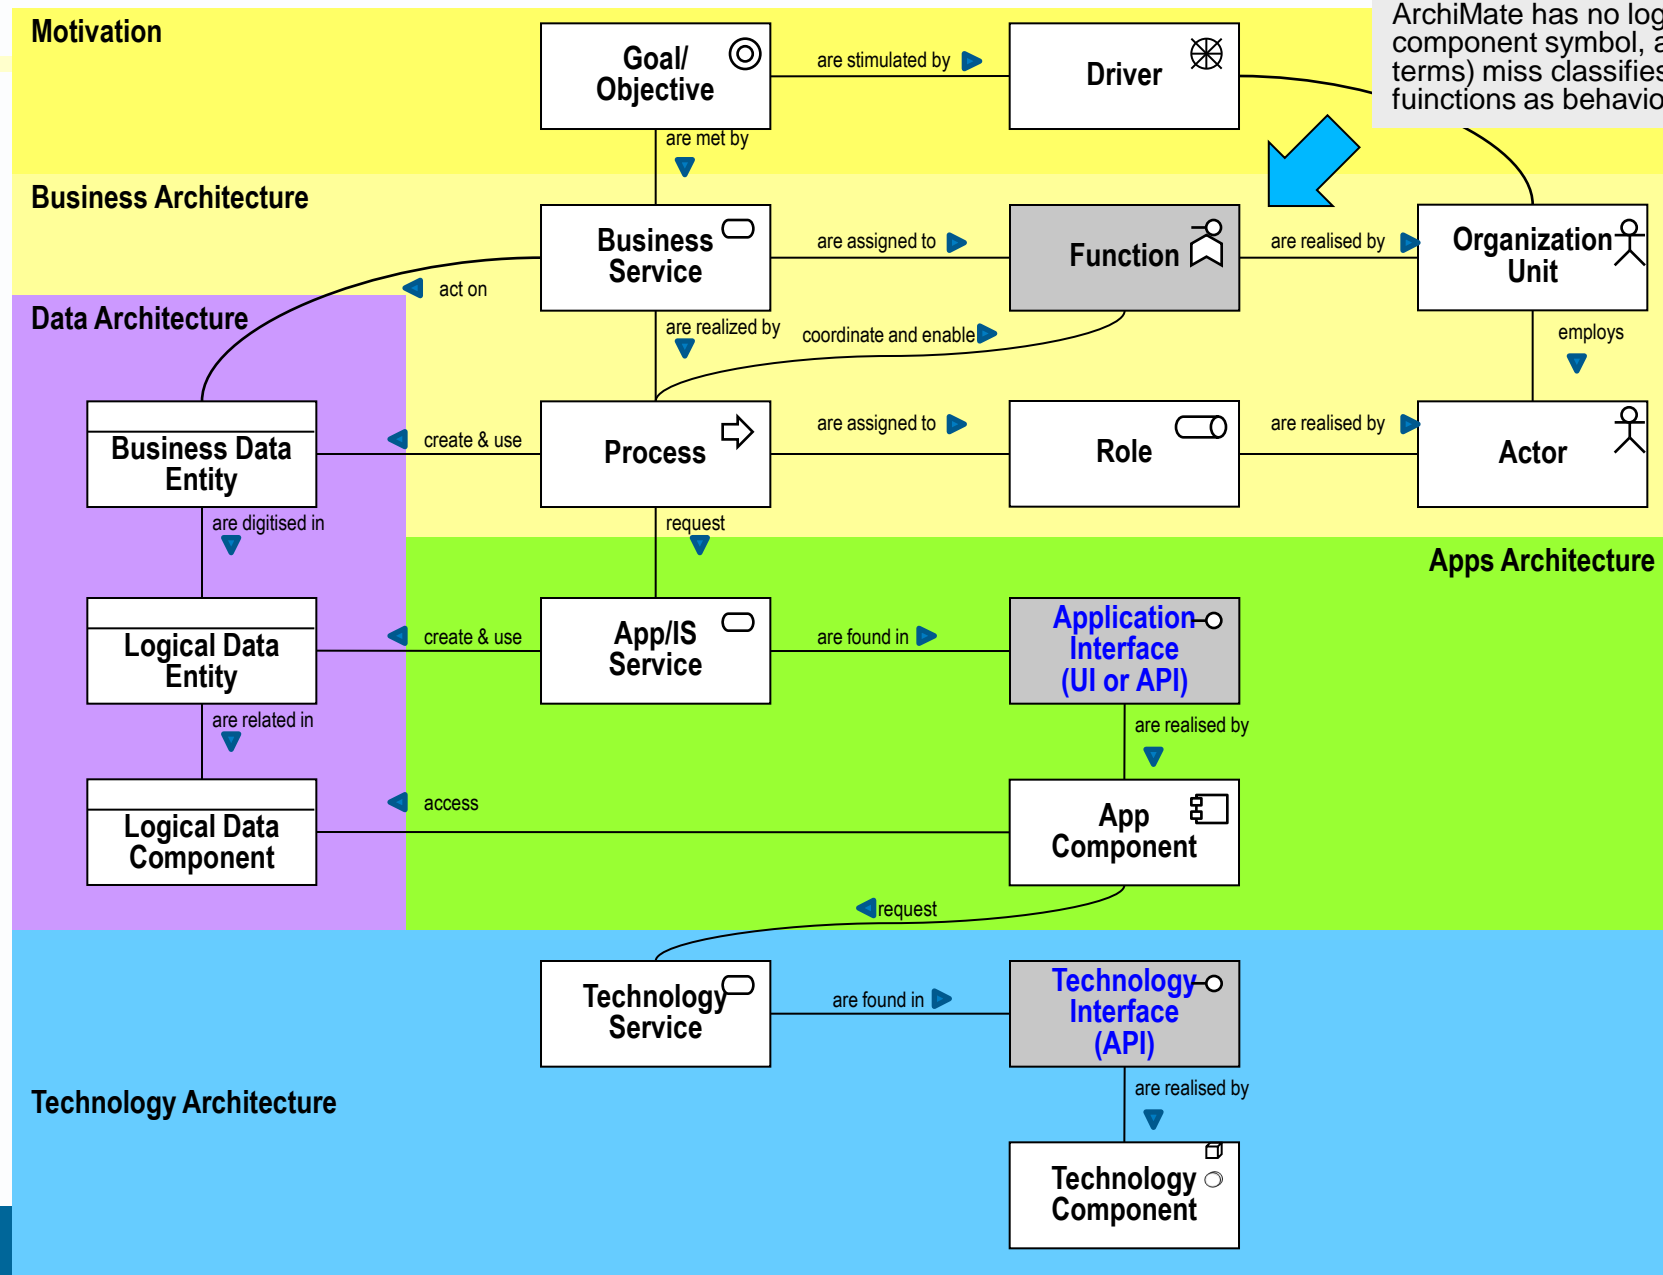 ArchiMate has no
component symbol,
terms) miss classifies
fuinctions as
Motivation
Goal/
Objective
are stimulated by
Driver
are met by
Business Architecture
Business
Service
are assigned to
Function
are realised by
Organization
Unit
act on
Data Architecture
are realized by
coordinate and enable
employs
Business Data
Entity
create & use
Process
are assigned to
Role
are realised by
Actor
are digitised in
request
Apps Architecture
Logical Data
Entity
create & use
App/IS
Service
are found in
Application
Interface
(UI or API)
are related in
are realised by
Logical Data
Component
access
App
Component
request
Technology
Service
are found in
Technology
Interface
(API)
are realised by
Technology Architecture
Technology
Component